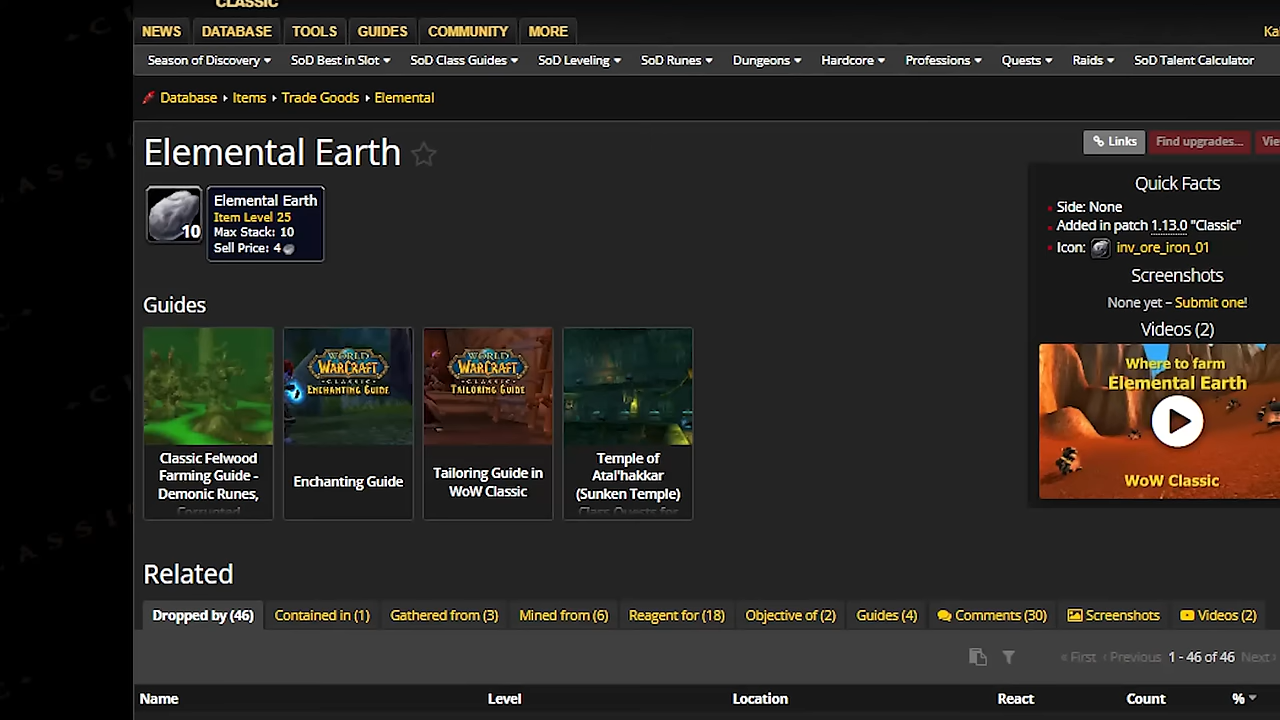 CLASSIC
NEWS DATABASE TOOLS GUIDES COMMUNITY MORE
Season of Discovery SoD Best in Slot SoD Class Guides SoD Leveling SoD Runes Dungeons Hardcore Professions Quests Raids SoD Talent Calculator
Database Items Trade Goods Elemental
Elemental Earth
Links Find upgrades...
10
Elemental Earth
Item Level 25
Max Stack: 10
Sell Price: 4
Quick Facts
Side: None
Added in patch 1.13.0 "Classic"
Icon: inv_ore_iron_01
Screenshots
None yet – Submit one!
Videos (2)
Where to farm
Elemental Earth
WoW Classic
Guides
WORLD
WARCRAFT
CLASSIC
ENCHANTING GUIDE
WORLD
WARCRAFT
CLASSIC
TAILORING GUIDE
Classic Felwood
Farming Guide -
Demonic Runes,
Corrupted
Enchanting Guide
Tailoring Guide in
WoW Classic
Temple of
Atal'hakkar
(Sunken Temple)
Class Quests for
Related
Dropped by (46) Contained in (1) Gathered from (3) Mined from (6) Reagent for (18) Objective of (2) Guides (4) Comments (30) Screenshots Videos (2)
« First ‹ Previous 1 - 46 of 46 Next ›
Name Level Location React Count %